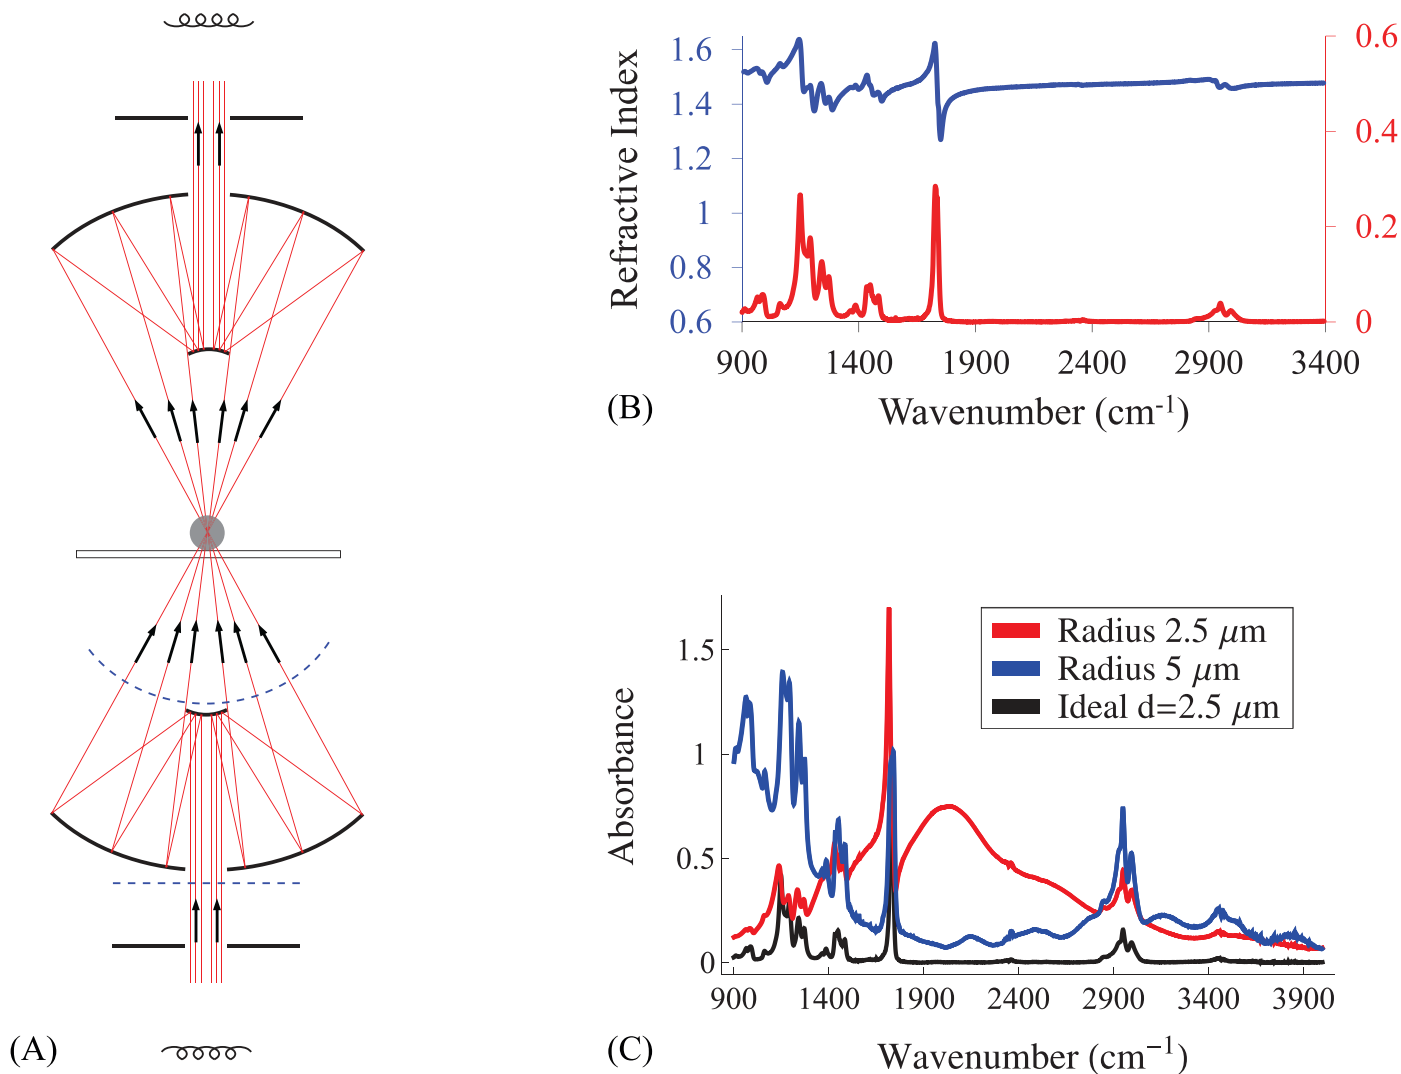 (A)
Refractive Index
1.6
1.4
1.2
1
0.8
0.6
0.6
0.4
0.2
0
900 1400 1900 2400 2900 3400
Wavenumber (cm-1)
(B)
Absorbance
1.5
1
0.5
0
Radius 2.5 μm
Radius 5 μm
Ideal d=2.5 μm
900 1400 1900 2400 2900 3400 3900
Wavenumber (cm−1)
(C)